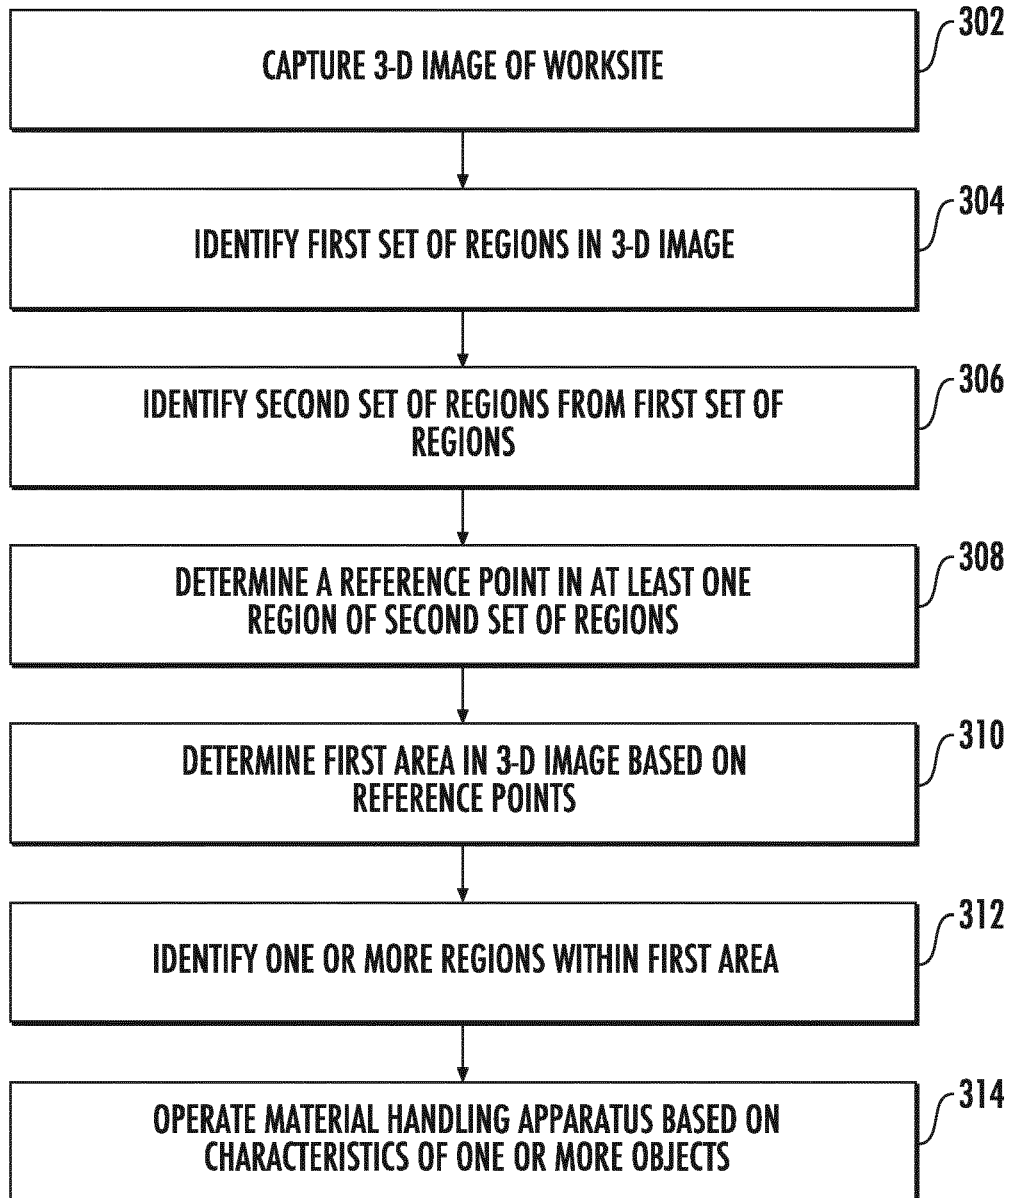 302
CAPTURE 3-D IMAGE OF WORKSITE
304
IDENTIFY FIRST SET OF REGIONS IN 3-D IMAGE
306
IDENTIFY SECOND SET OF REGIONS FROM FIRST SET OF
REGIONS
308
DETERMINE A REFERENCE POINT IN AT LEAST ONE
REGION OF SECOND SET OF REGIONS
310
DETERMINE FIRST AREA IN 3-D IMAGE BASED ON
REFERENCE POINTS
312
IDENTIFY ONE OR MORE REGIONS WITHIN FIRST AREA
314
OPERATE MATERIAL HANDLING APPARATUS BASED ON
CHARACTERISTICS OF ONE OR MORE OBJECTS